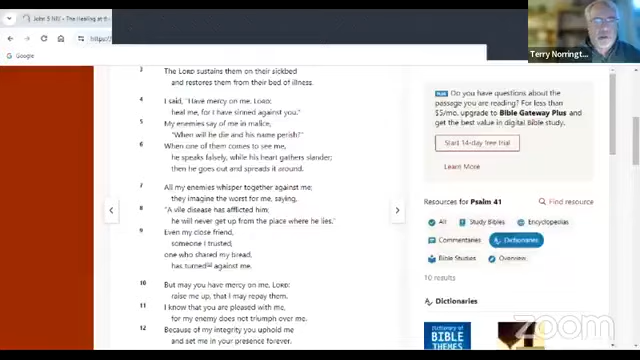 John 5 NIV - The Healing at t
https://
Google
Terry Norringt...
3 The LORD sustains them on their sickbed
and restores them from their bed of illness.
4 I said, "Have mercy on me, LORD;
heal me, for I have sinned against you."
5 My enemies say of me in malice,
"When will he die and his name perish?"
6 When one of them comes to see me,
he speaks falsely, while his heart gathers slander;
then he goes out and spreads it around.
7 All my enemies whisper together against me;
they imagine the worst for me, saying,
8 "A vile disease has afflicted him;
he will never get up from the place where he lies."
9 Even my close friend,
someone I trusted,
one who shared my bread,
has turned against me.
10 But may you have mercy on me, LORD;
raise me up, that I may repay them.
11 I know that you are pleased with me,
for my enemy does not triumph over me.
12 Because of my integrity you uphold me
and set me in your presence forever.
PLUS Do you have questions about the
passage you are reading? For less than
$5/mo. upgrade to Bible Gateway Plus and
get the best value in digital Bible study.
Start 14-day free trial
Learn More
Resources for Psalm 41 Find resource
All Study Bibles Encyclopedias
Commentaries Dictionaries
Bible Studies Overview
10 results
Dictionaries
Dictionary of
BIBLE
THEMES
zoom